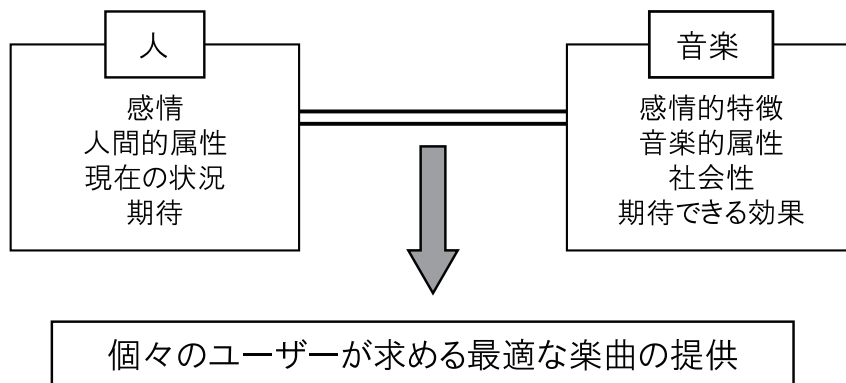 人
感情
人間的属性
現在の状況
期待
音楽
感情的特徴
音楽的属性
社会性
期待できる効果
個々のユーザーが求める最適な楽曲の提供